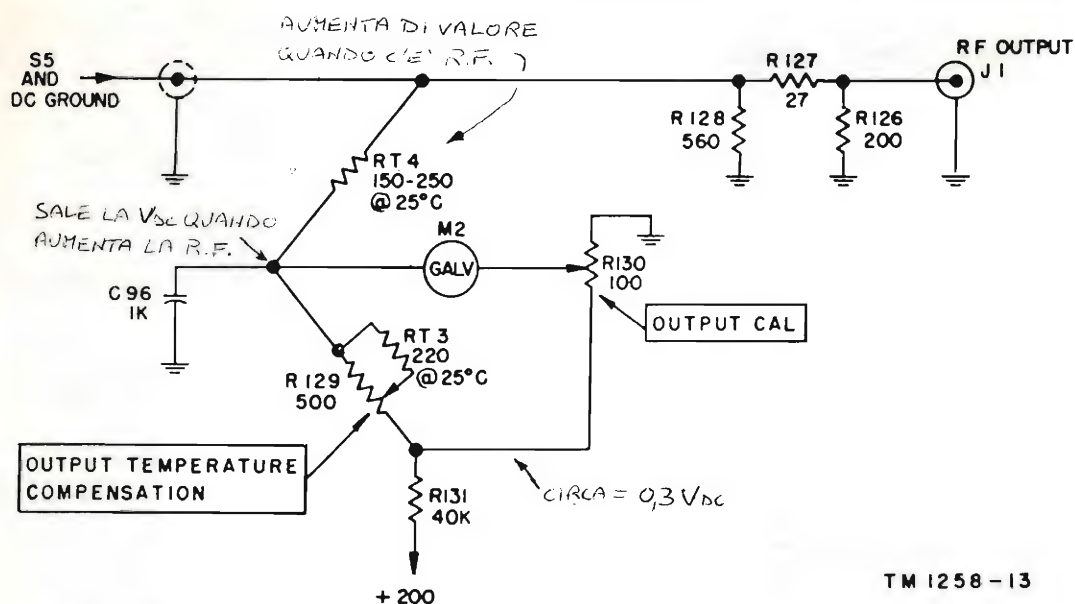 AUMENTA DI VALORE
QUANDO C'E' R.F.
S5
AND
DC GROUND
R127
27
RF OUTPUT
J1
R128
560
R126
200
RT4
150-250
@ 25°C
SALE LA VDC QUANDO
AUMENTA LA R.F.
M2
GALV
R130
100
C96
1K
OUTPUT CAL
RT3
220
@ 25°C
R129
500
OUTPUT TEMPERATURE
COMPENSATION
R131
40K
CIRCA = 0,3 VDC
+200
TM 1258-13